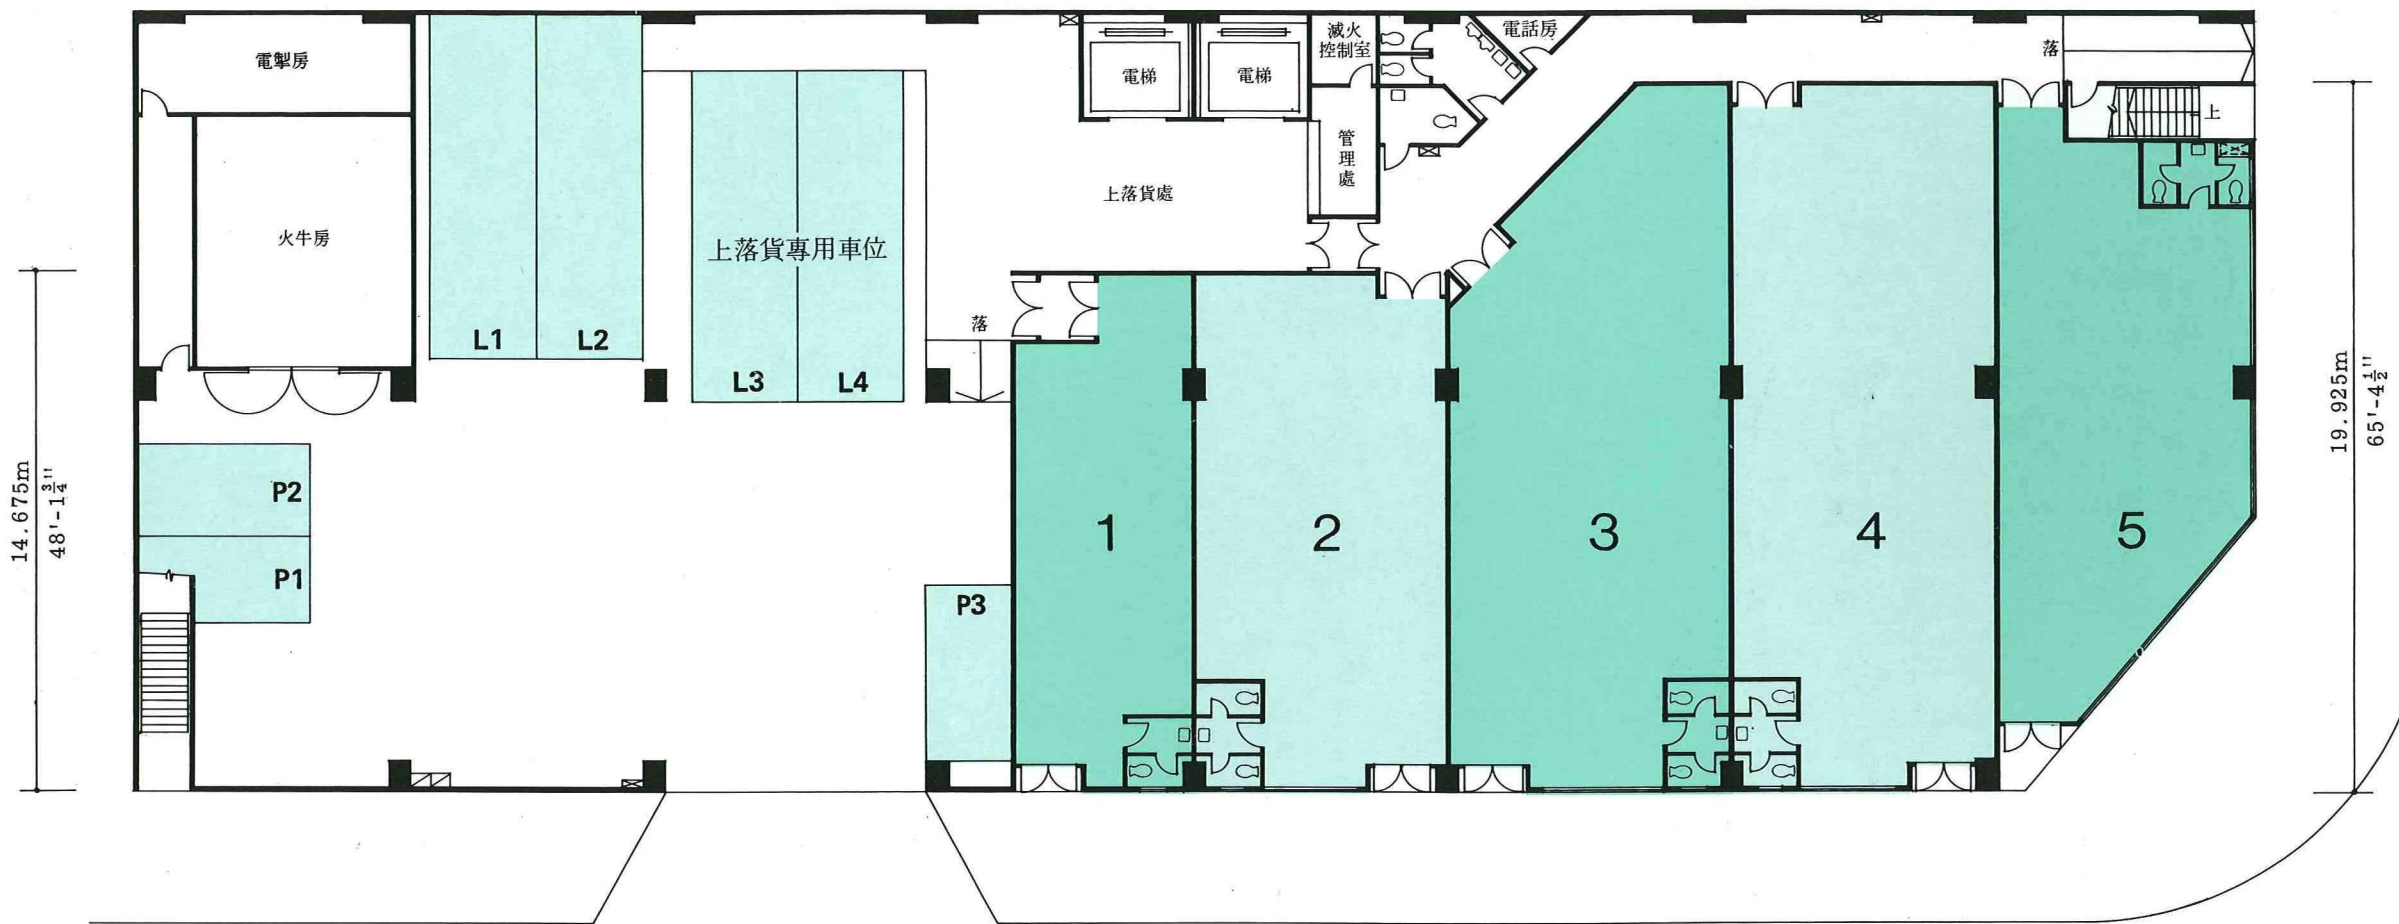 電掣房
火牛房
L1
L2
上落貨專用車位
L3
L4
落
電梯
電梯
滅火
控制室
電話房
管理處
上落貨處
落
上
P2
P1
P3
1
2
3
4
5
14.675m
48'-1¾"
19.925m
65'-4½"